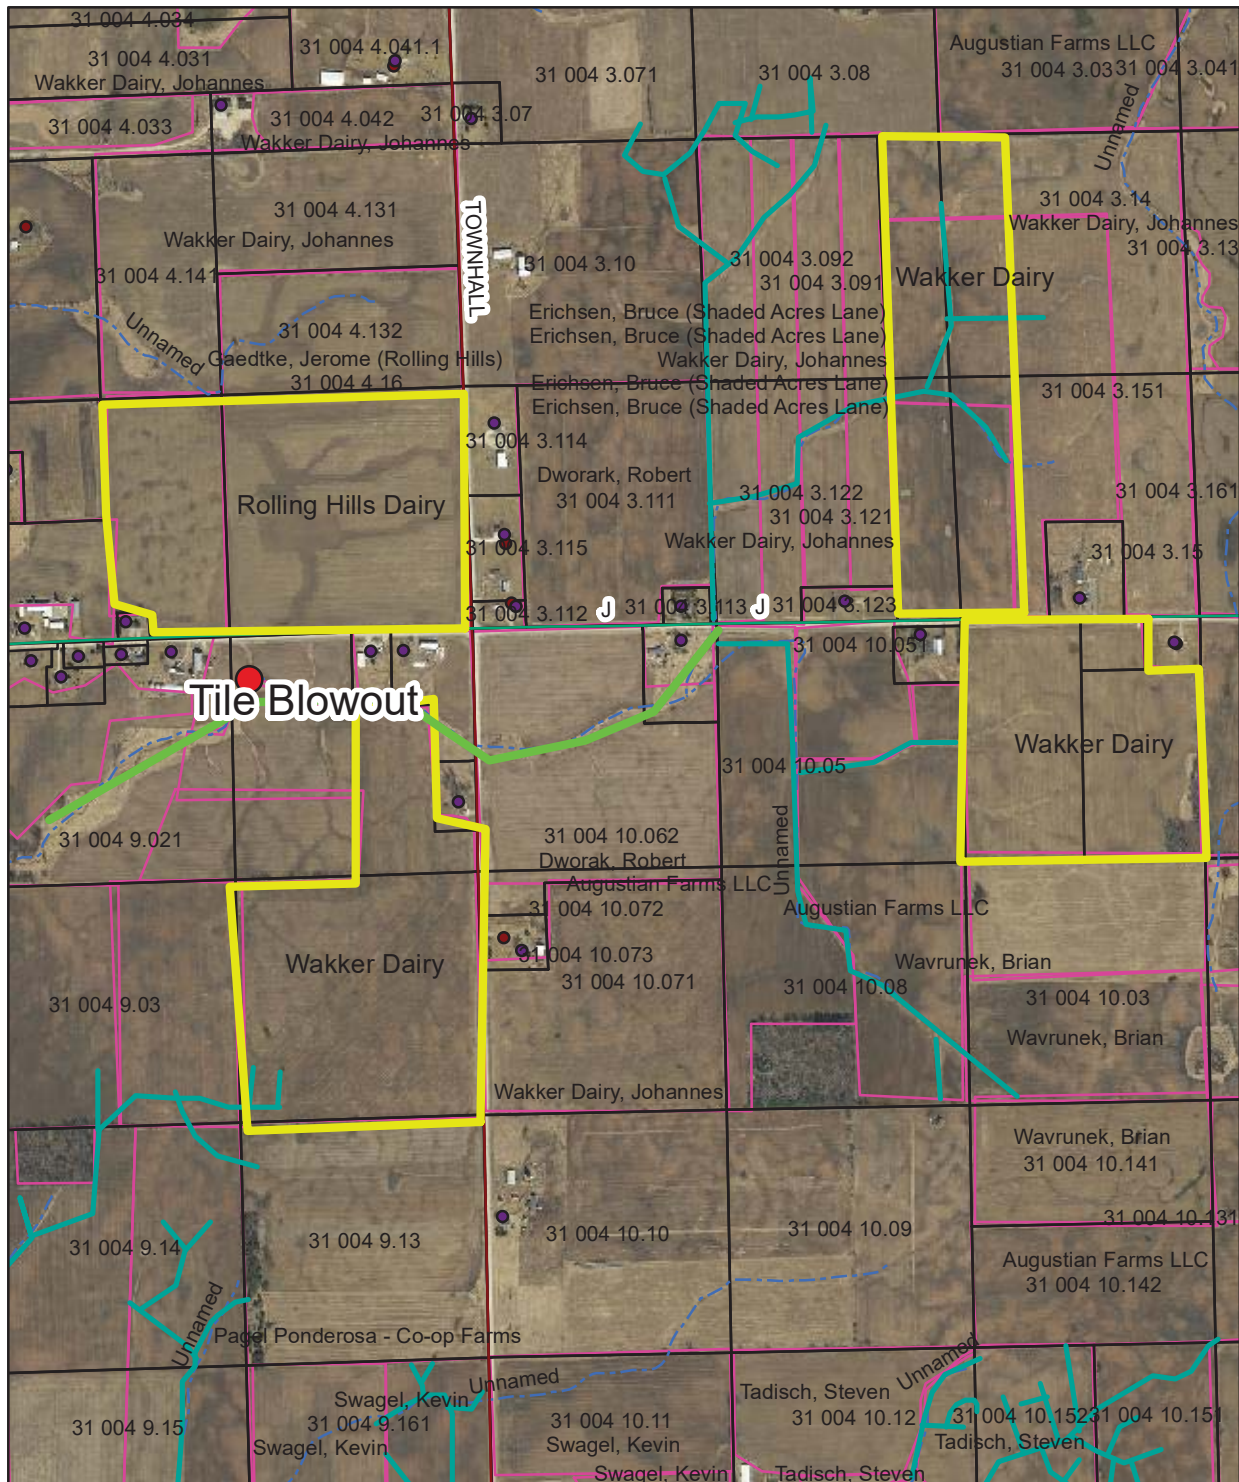 31 004 4.034
31 004 4.031
Wakker Dairy, Johannes
31 004 4.041.1
31 004 3.071
31 004 3.08
Augustian Farms LLC
31 004 3.03
31 004 3.041
31 004 4.033
31 004 4.042
Wakker Dairy, Johannes
31 004 3.07
Unnamed
31 004 4.131
Wakker Dairy, Johannes
31 004 4.141
TOWNHALL
31 004 3.10
31 004 3.092
31 004 3.091
Wakker Dairy
31 004 3.14
Wakker Dairy, Johannes
31 004 3.13
Unnamed
31 004 4.132
Gaedtke, Jerome (Rolling Hills)
31 004 4.16
Erichsen, Bruce (Shaded Acres Lane)
Erichsen, Bruce (Shaded Acres Lane)
Wakker Dairy, Johannes
Erichsen, Bruce (Shaded Acres Lane)
Erichsen, Bruce (Shaded Acres Lane)
31 004 3.151
31 004 3.114
Dworark, Robert
31 004 3.111
Rolling Hills Dairy
31 004 3.122
31 004 3.121
Wakker Dairy, Johannes
31 004 3.161
31 004 3.115
31 004 3.15
31 004 3.112
J
31 004 3.113
J
31 004 3.123
31 004 10.051
Tile Blowout
Wakker Dairy
31 004 10.05
31 004 9.021
31 004 10.062
Dworak, Robert
Unnamed
Augustian Farms LLC
31 004 10.072
Augustian Farms LLC
31 004 10.073
31 004 10.071
Wakker Dairy
31 004 9.03
Wavrunek, Brian
31 004 10.08
31 004 10.03
Wavrunek, Brian
Wakker Dairy, Johannes
Wavrunek, Brian
31 004 10.141
31 004 9.14
31 004 9.13
31 004 10.10
31 004 10.09
31 004 10.131
Augustian Farms LLC
31 004 10.142
Unnamed
Pagel Ponderosa - Co-op Farms
Unnamed
Unnamed
31 004 9.15
Swagel, Kevin
31 004 9.161
Swagel, Kevin
31 004 10.11
Swagel, Kevin
Swagel, Kevin
Tadisch, Steven
31 004 10.12
31 004 10.152
31 004 10.151
Tadisch, Steven
Tadisch, Steven